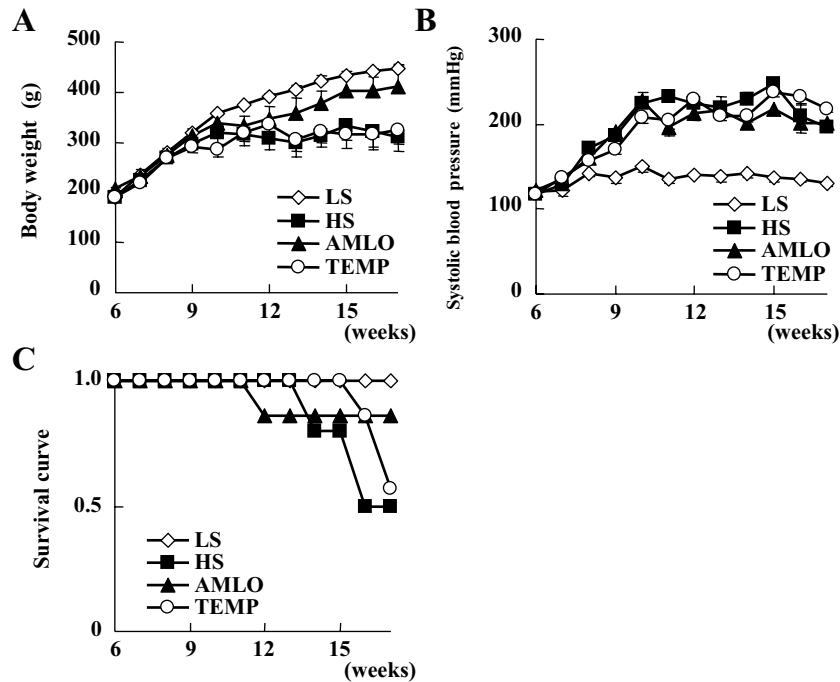 A
Body weight (g)
500
400
300
200
100
0
6
9
12
15
(weeks)
LS
HS
AMLO
TEMP
B
Systolic blood pressure (mmHg)
300
200
100
0
6
9
12
15
(weeks)
LS
HS
AMLO
TEMP
C
Survival curve
1.0
0.5
0
6
9
12
15
(weeks)
LS
HS
AMLO
TEMP